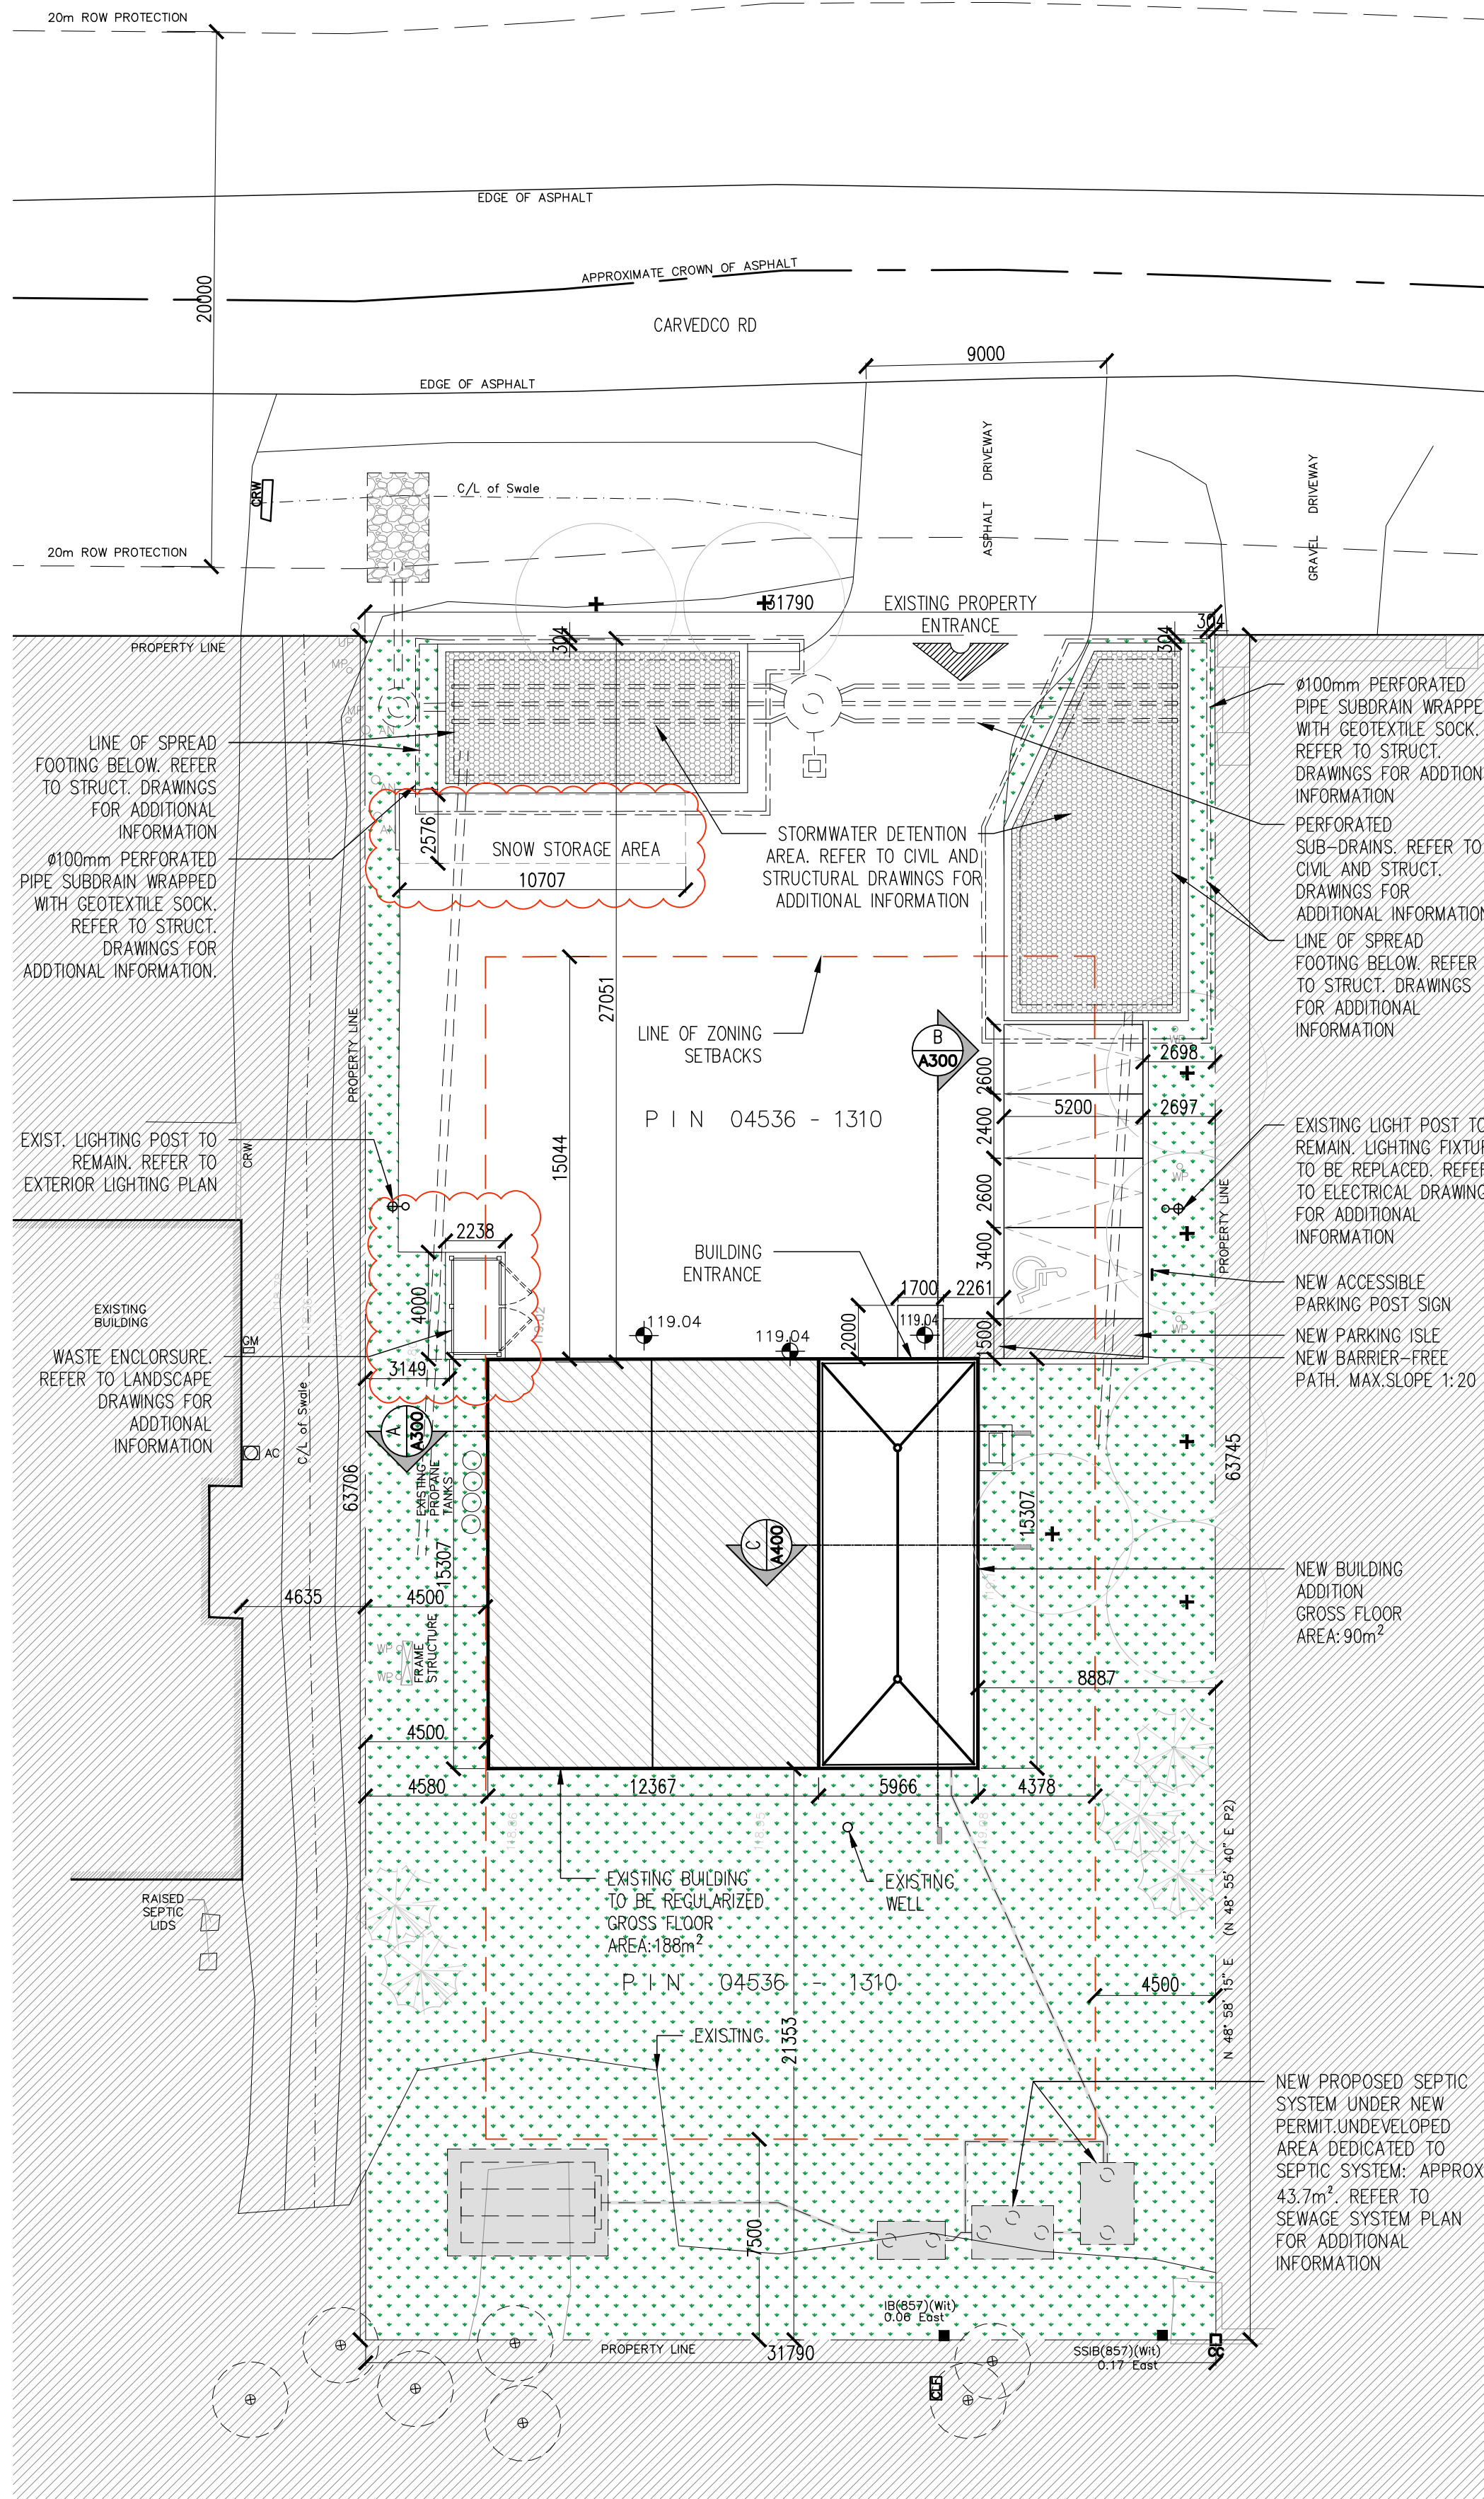 20m ROW PROTECTION
EDGE OF ASPHALT
20000
APPROXIMATE CROWN OF ASPHALT
CARVEDCO RD
9000
EDGE OF ASPHALT
ASPHALT DRIVEWAY
GRAVEL DRIVEWAY
CRW
C/L of Swale
20m ROW PROTECTION
31790
EXISTING PROPERTY
ENTRANCE
304
304
304
PROPERTY LINE
UP
MP
MP
AN
AN
AN
LINE OF SPREAD
FOOTING BELOW. REFER
TO STRUCT. DRAWINGS
FOR ADDITIONAL
INFORMATION
ø100mm PERFORATED
PIPE SUBDRAIN WRAPPED
WITH GEOTEXTILE SOCK.
REFER TO STRUCT.
DRAWINGS FOR
ADDTIONAL INFORMATION.
2576
SNOW STORAGE AREA
10707
STORMWATER DETENTION
AREA. REFER TO CIVIL AND
STRUCTURAL DRAWINGS FOR
ADDITIONAL INFORMATION
ø100mm PERFORATED
PIPE SUBDRAIN WRAPPE
WITH GEOTEXTILE SOCK.
REFER TO STRUCT.
DRAWINGS FOR ADDTION
INFORMATION
PERFORATED
SUB-DRAINS. REFER TO
CIVIL AND STRUCT.
DRAWINGS FOR
ADDITIONAL INFORMATION
LINE OF SPREAD
FOOTING BELOW. REFER
TO STRUCT. DRAWINGS
FOR ADDITIONAL
INFORMATION
27051
15044
LINE OF ZONING
SETBACKS
B
A300
WP
2698
2600
5200
2697
2400
2600
3400
1500
PIN 04536 - 1310
PROPERTY LINE
EXIST. LIGHTING POST TO
REMAIN. REFER TO
EXTERIOR LIGHTING PLAN
CRW
EXISTING LIGHT POST TO
REMAIN. LIGHTING FIXTUR
TO BE REPLACED. REFER
TO ELECTRICAL DRAWING
FOR ADDITIONAL
INFORMATION
WP
PROPERTY LINE
2238
4000
3149
119.02
BUILDING
ENTRANCE
1700
2261
2000
119.04
119.04
119.04
WP
NEW ACCESSIBLE
PARKING POST SIGN
NEW PARKING ISLE
NEW BARRIER-FREE
PATH. MAX.SLOPE 1:20
EXISTING
BUILDING
GM
WASTE ENCLORSURE.
REFER TO LANDSCAPE
DRAWINGS FOR
ADDTIONAL
INFORMATION
AC
C/L of Swale
A
A300
EXISTING
PROPANE
TANKS
63706
15307
C
A400
15307
63745
4635
4500
FRAME
STRUCTURE
WP
WP
NEW BUILDING
ADDITION
GROSS FLOOR
AREA: 90m²
8887
4500
4580
12367
5966
4378
EXISTING BUILDING
TO BE REGULARIZED
GROSS FLOOR
AREA:188m²
EXISTING
WELL
RAISED
SEPTIC
LIDS
PIN 04536 - 1310
4500
N 48° 58' 15" E (N 48° 55' 40" E P2)
EXISTING
21353
NEW PROPOSED SEPTIC
SYSTEM UNDER NEW
PERMIT.UNDEVELOPED
AREA DEDICATED TO
SEPTIC SYSTEM: APPROX
43.7m². REFER TO
SEWAGE SYSTEM PLAN
FOR ADDITIONAL
INFORMATION
7500
IB(857)(Wit)
0.06 East
PROPERTY LINE
31790
SSIB(857)(Wit)
0.17 East
CLF